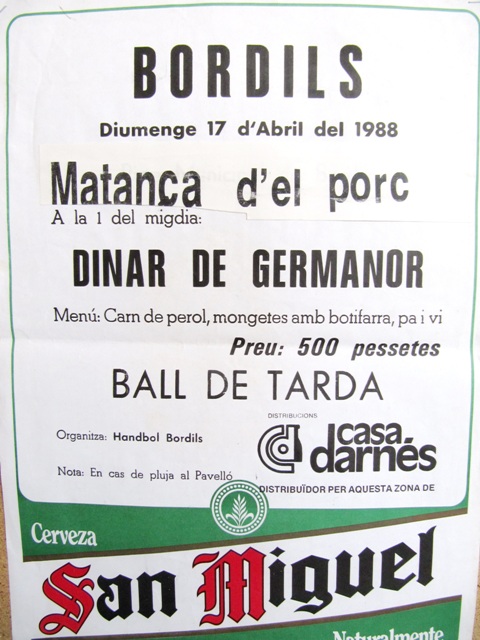 BORDILS
Diumenge 17 d'Abril del 1988
Matanca d'el porc
A la 1 del migdia:
DINAR DE GERMANOR
Menú: Carn de perol, mongetes amb botifarra, pa i vi
Preu: 500 pessetes
BALL DE TARDA
DISTRIBUCIONS
Organitza: Handbol Bordils
casa darnés
Nota: En cas de pluja al Pavelló
DISTRIBUÏDOR PER AQUESTA ZONA DE
Cerveza
San Miguel
Naturalmente